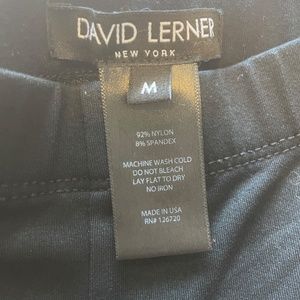 DAVID LERNER
NEW YORK
M
92% NYLON
8% SPANDEX
MACHINE WASH COLD
DO NOT BLEACH
LAY FLAT TO DRY
NO IRON
MADE IN USA
RN# 126720